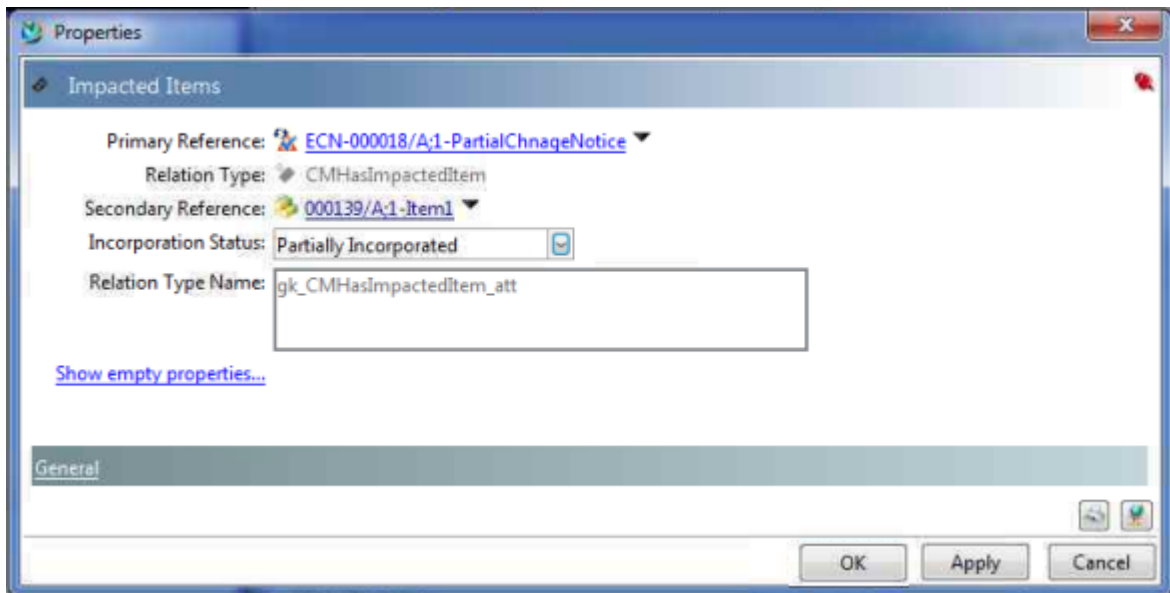 Properties
x
Impacted Items
Primary Reference: ECN-000018/A;1-PartialChnageNotice
Relation Type: CMHasImpactedItem
Secondary Reference: 000139/A;1-Item1
Incorporation Status: Partially Incorporated
Relation Type Name: gk_CMHasImpactedItem_att
Show empty properties...
General
OK Apply Cancel